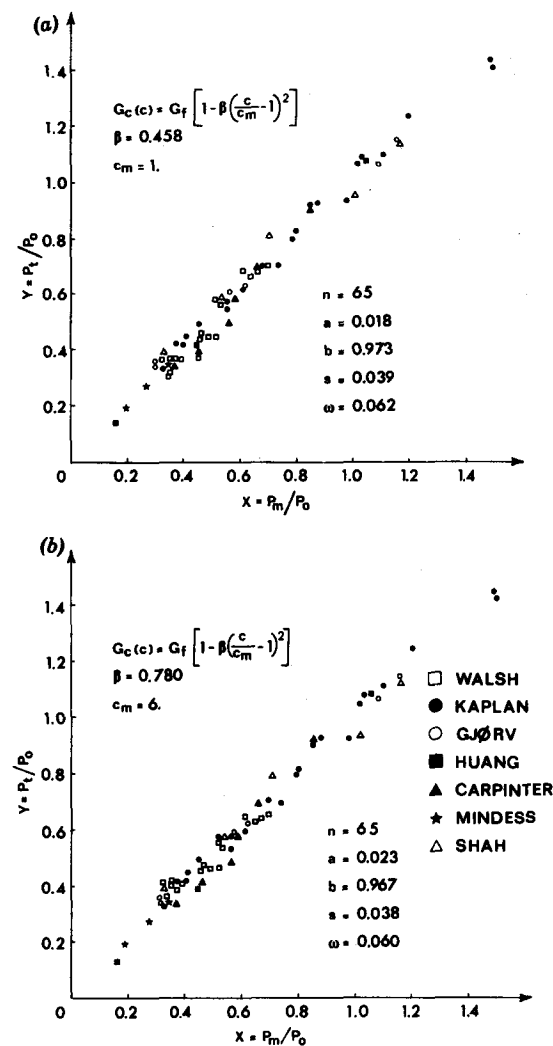 (a)
1.4
1.2
1.0
0.8
0.6
0.4
0.2
0
Y = Pt/Po
Gc(c) = Gf [1-β(c/cm -1)²]
β = 0.458
cm = 1.
n = 65
a = 0.018
b = 0.973
s = 0.039
ω = 0.062
0.2 0.4 0.6 0.8 1.0 1.2 1.4
X = Pm/Po
(b)
1.4
1.2
1.0
0.8
0.6
0.4
0.2
0
Y = Pt/Po
Gc(c) = Gf [1-β(c/cm -1)²]
β = 0.780
cm = 6.
WALSH
KAPLAN
GJØRV
HUANG
CARPINTER
MINDESS
SHAH
n = 65
a = 0.023
b = 0.967
s = 0.038
ω = 0.060
0.2 0.4 0.6 0.8 1.0 1.2 1.4
X = Pm/Po